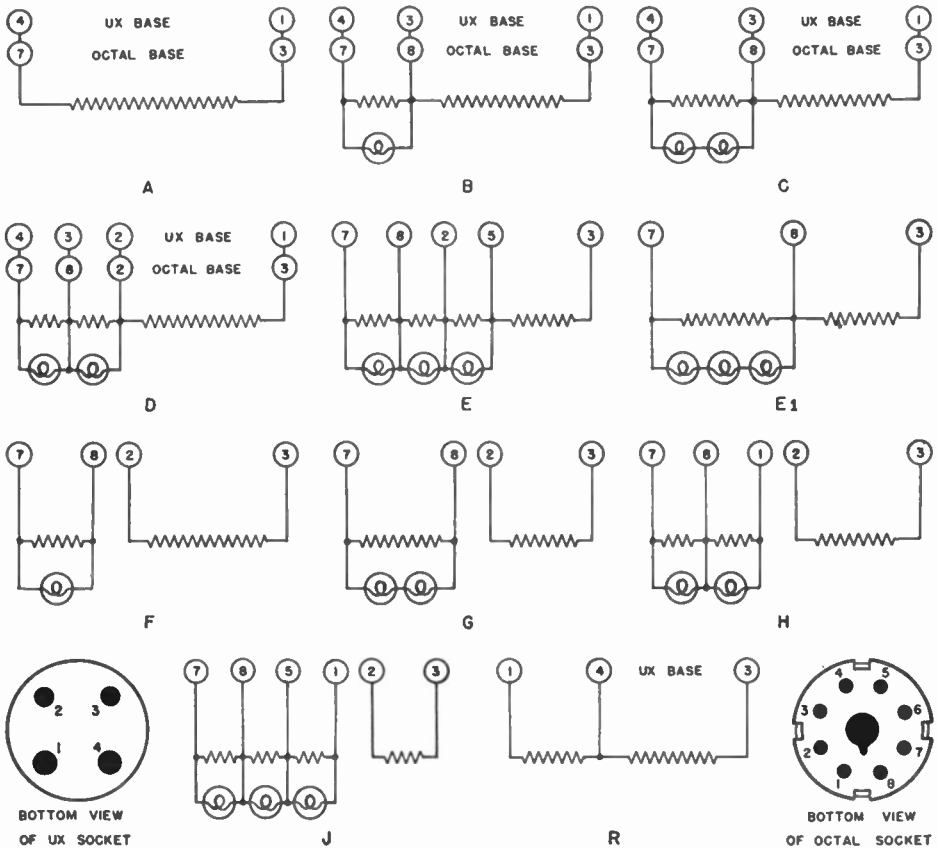 4 UX BASE 1 4 3 UX BASE 1 4 3 UX BASE 1
7 OCTAL BASE 3 7 8 OCTAL BASE 3 7 8 OCTAL BASE 3
A B C
4 3 2 UX BASE 1 7 8 2 5 3 7 8 3
7 8 2 OCTAL BASE 3
D E E1
7 8 2 3 7 8 2 3 7 8 1 2 3
F G H
7 8 5 1 2 3 1 4 UX BASE 3
2 3
1 4
4 5
3 6
2 7
1 8
BOTTOM VIEW
OF UX SOCKET
J R
BOTTOM VIEW
OF OCTAL SOCKET